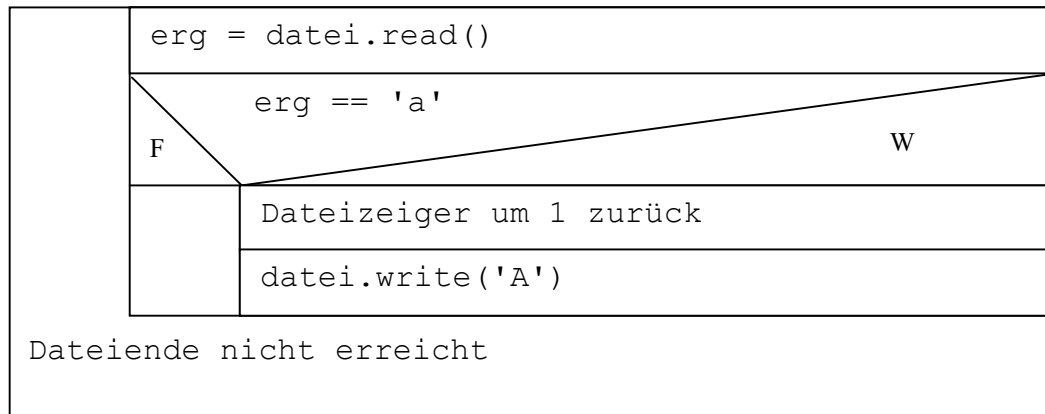 erg = datei.read()
erg == 'a'
F
W
Dateizeiger um 1 zurück
datei.write('A')
Dateiende nicht erreicht